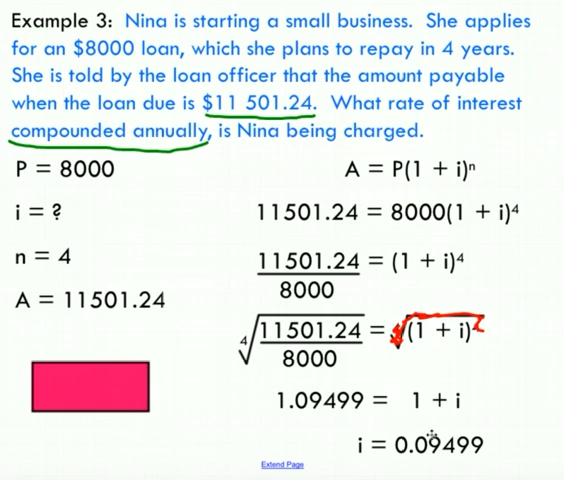 Example 3: Nina is starting a small business. She applies
for an $8000 loan, which she plans to repay in 4 years.
She is told by the loan officer that the amount payable
when the loan due is $11 501.24. What rate of interest
compounded annually, is Nina being charged.
P = 8000
i = ?
n = 4
A = 11501.24
A = P(1 + i)ⁿ
11501.24 = 8000(1 + i)⁴
11501.24 = (1 + i)⁴
8000
⁴√11501.24 = ⁴√(1 + i)⁴
8000
1.09499 = 1 + i
i = 0.09499
Extend Page